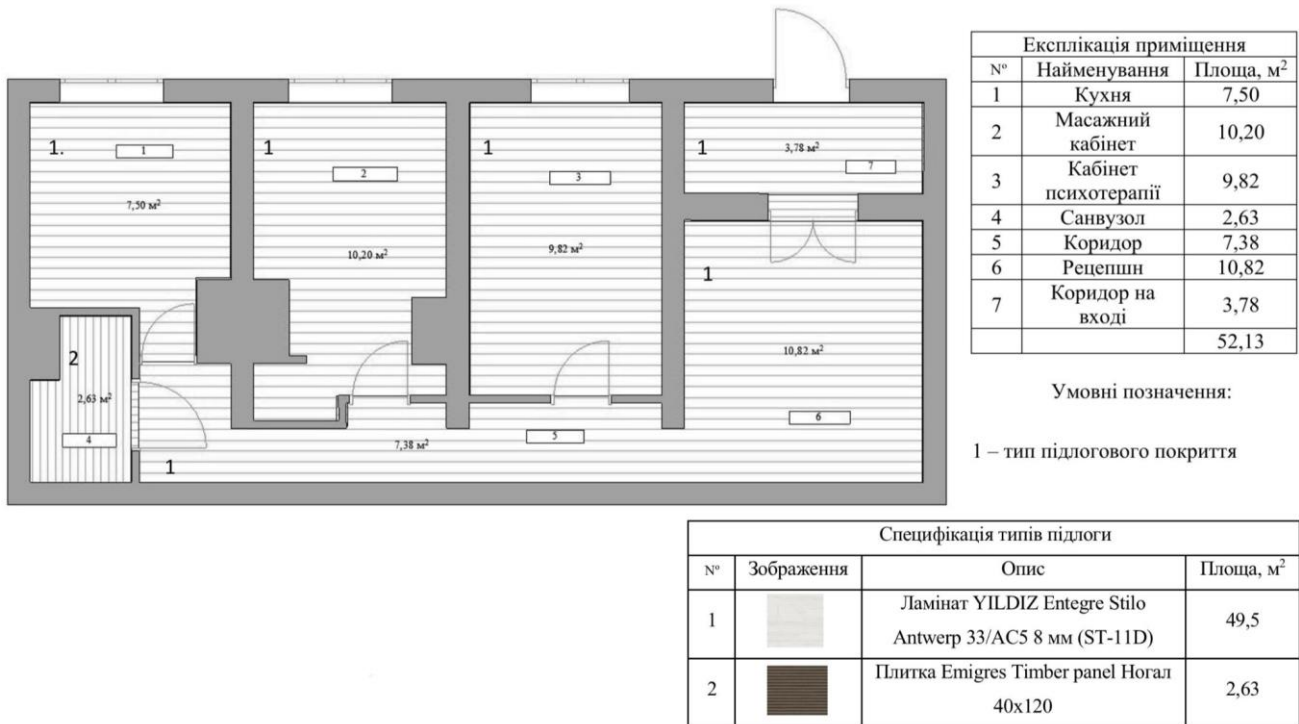 1.
1
7,50 м²
1
2
10,20 м²
1
3
9,82 м²
1
3,78 м²
7
1
10,82 м²
6
2
2,63 м²
4
1
7,38 м²
5
Експлікація приміщення
№ Найменування Площа, м²
1 Кухня 7,50
2 Масажний кабінет 10,20
3 Кабінет психотерапії 9,82
4 Санвузол 2,63
5 Коридор 7,38
6 Рецепшн 10,82
7 Коридор на вході 3,78
52,13
Умовні позначення:
1 – тип підлогового покриття
Специфікація типів підлоги
№ Зображення Опис Площа, м²
1 Ламінат YILDIZ Entegre Stilo
Antwerp 33/AC5 8 мм (ST-11D) 49,5
2 Плитка Emigres Timber panel Ногал
40х120 2,63